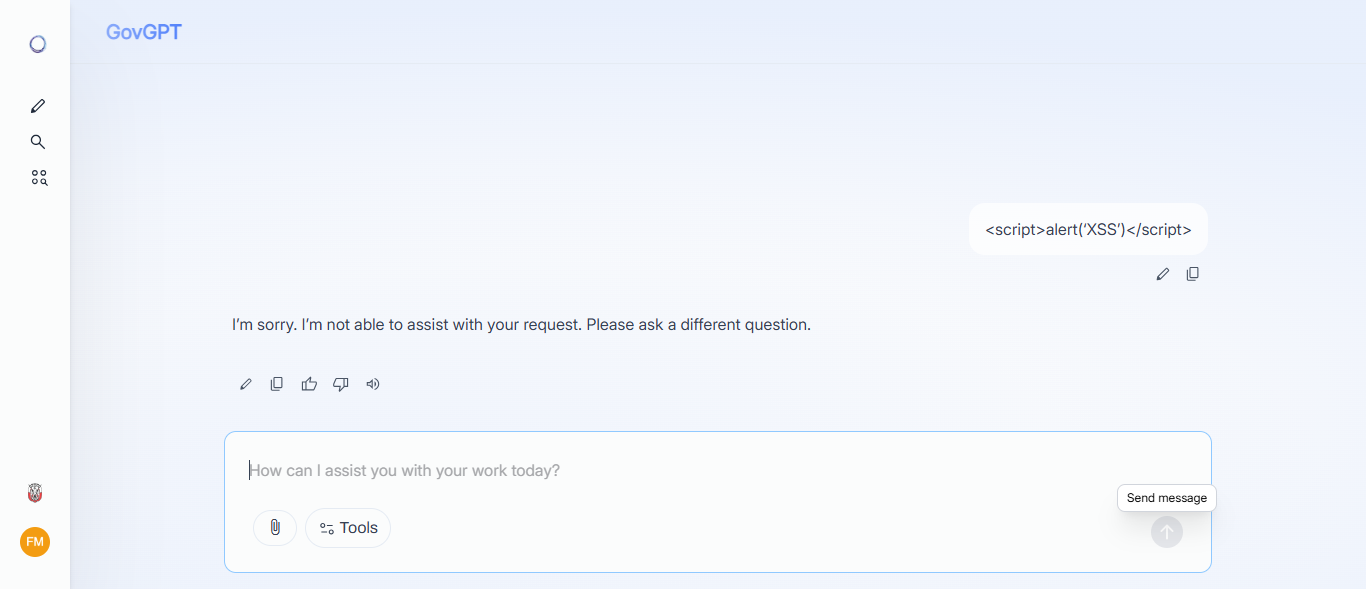 GovGPT
<script>alert(‘XSS’)</script>
I’m sorry. I’m not able to assist with your request. Please ask a different question.
How can I assist you with your work today?
Send message
Tools
FM